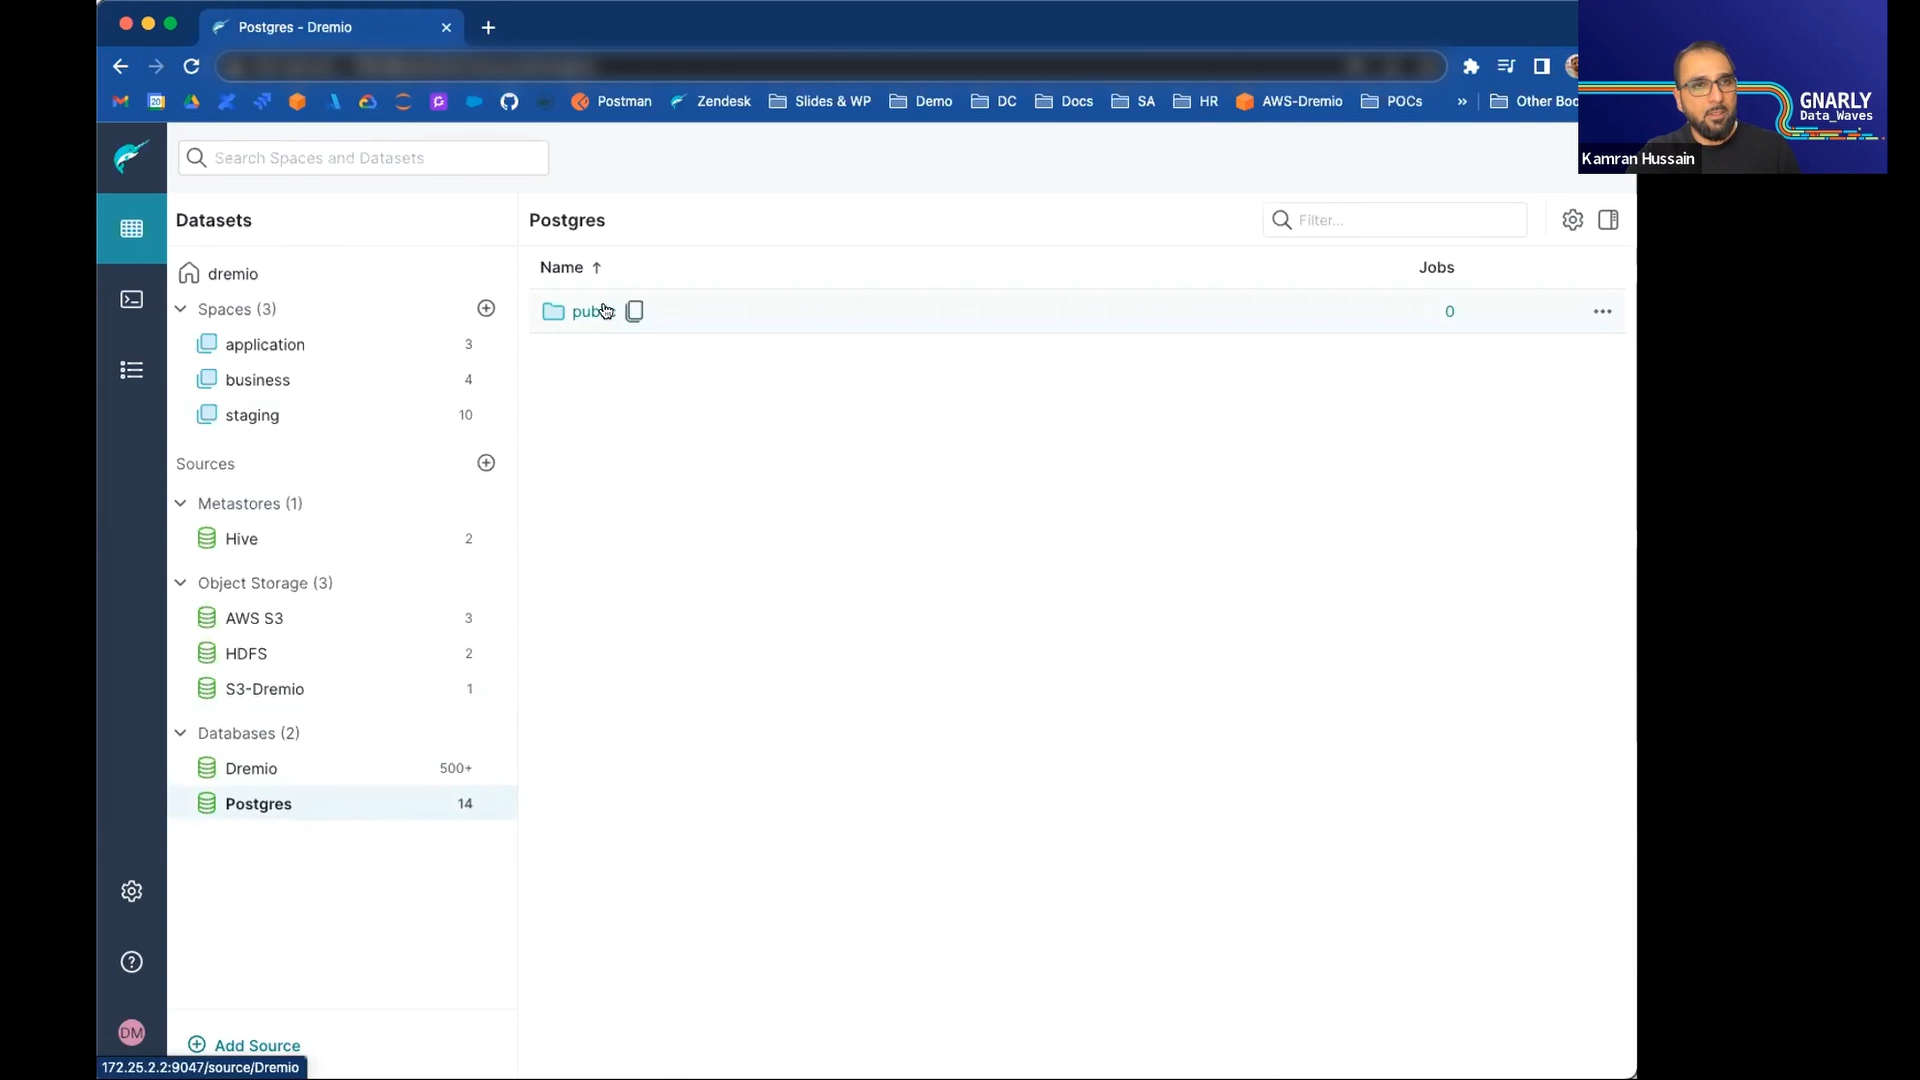 Postgres - Dremio
Postman
Zendesk
Slides & WP
Demo
DC
Docs
SA
HR
AWS-Dremio
POCs
»
Other Boo
GNARLY
Data_Waves
Kamran Hussain
Search Spaces and Datasets
Datasets
dremio
Spaces (3)
application 3
business 4
staging 10
Sources
Metastores (1)
Hive 2
Object Storage (3)
AWS S3 3
HDFS 2
S3-Dremio 1
Databases (2)
Dremio 500+
Postgres 14
Add Source
DM
172.25.2.2:9047/source/Dremio
Postgres
Filter...
Name ↑ Jobs
0